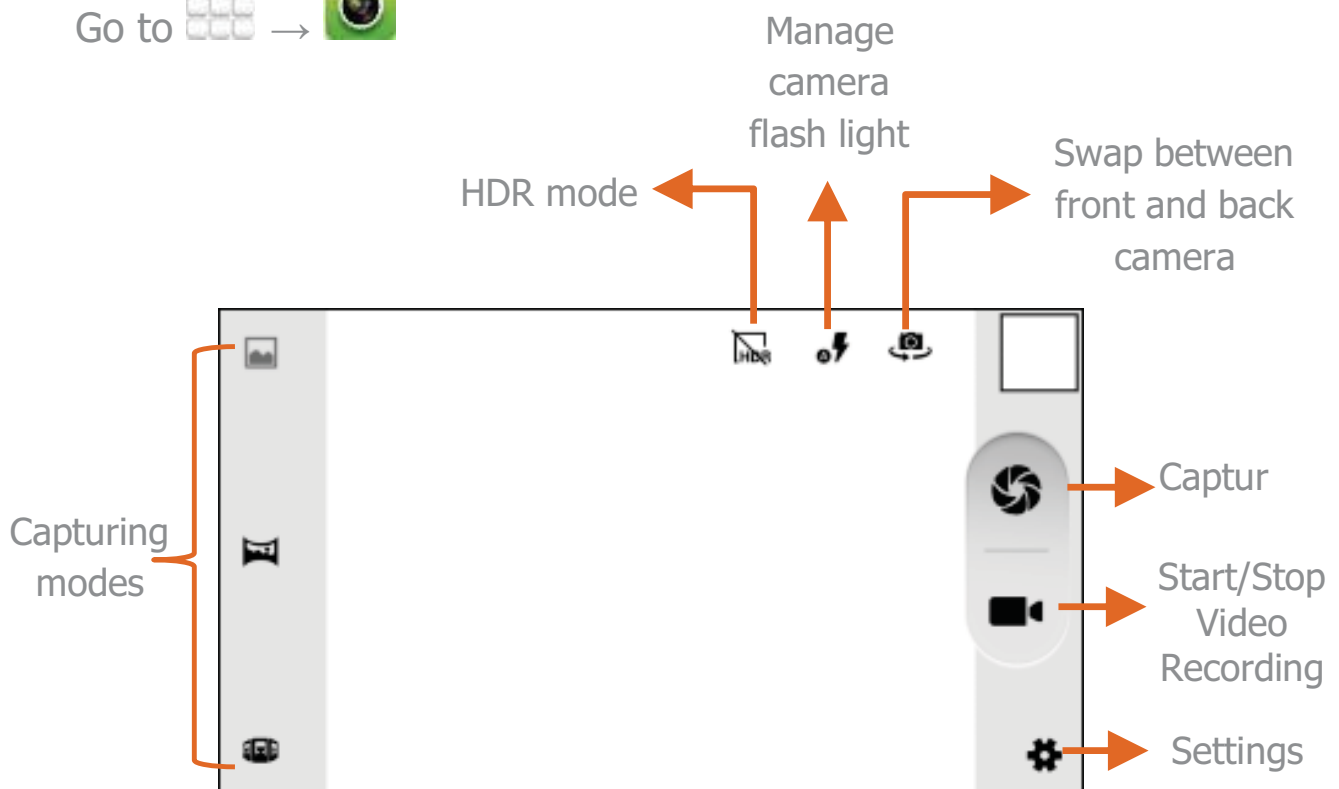 Go to →
Manage
camera
flash light
HDR mode
Swap between
front and back
camera
HDR
A
Captur
Capturing
modes
Start/Stop
Video
Recording
Settings